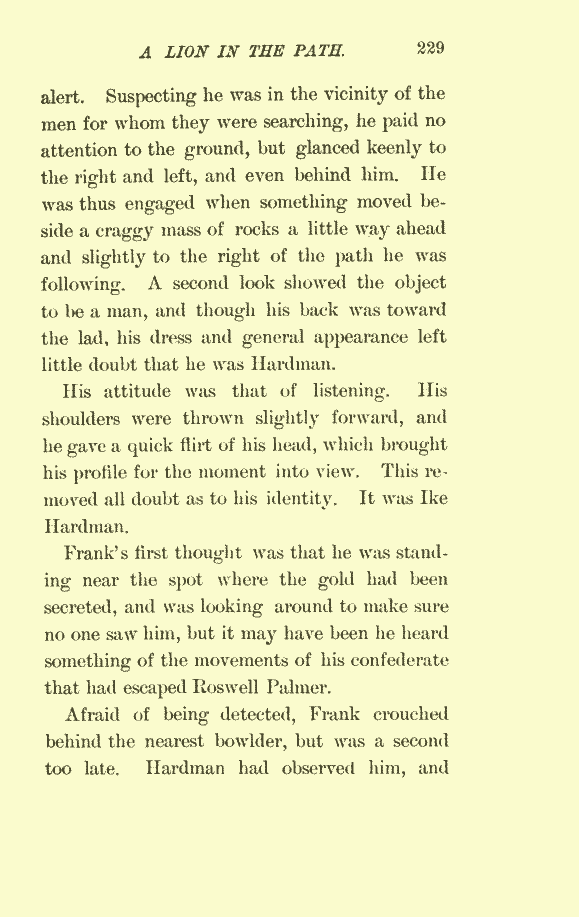 A LION IN THE PATH. 229
alert. Suspecting he was in the vicinity of the
men for whom they were searching, he paid no
attention to the ground, but glanced keenly to
the right and left, and even behind him. He
was thus engaged when something moved be-
side a craggy mass of rocks a little way ahead
and slightly to the right of the path he was
following. A second look showed the object
to be a man, and though his back was toward
the lad, his dress and general appearance left
little doubt that he was Hardman.
His attitude was that of listening. His
shoulders were thrown slightly forward, and
he gave a quick flirt of his head, which brought
his profile for the moment into view. This re-
moved all doubt as to his identity. It was Ike
Hardman.
Frank's first thought was that he was stand-
ing near the spot where the gold had been
secreted, and was looking around to make sure
no one saw him, but it may have been he heard
something of the movements of his confederate
that had escaped Roswell Palmer.
Afraid of being detected, Frank crouched
behind the nearest bowlder, but was a second
too late. Hardman had observed him, and